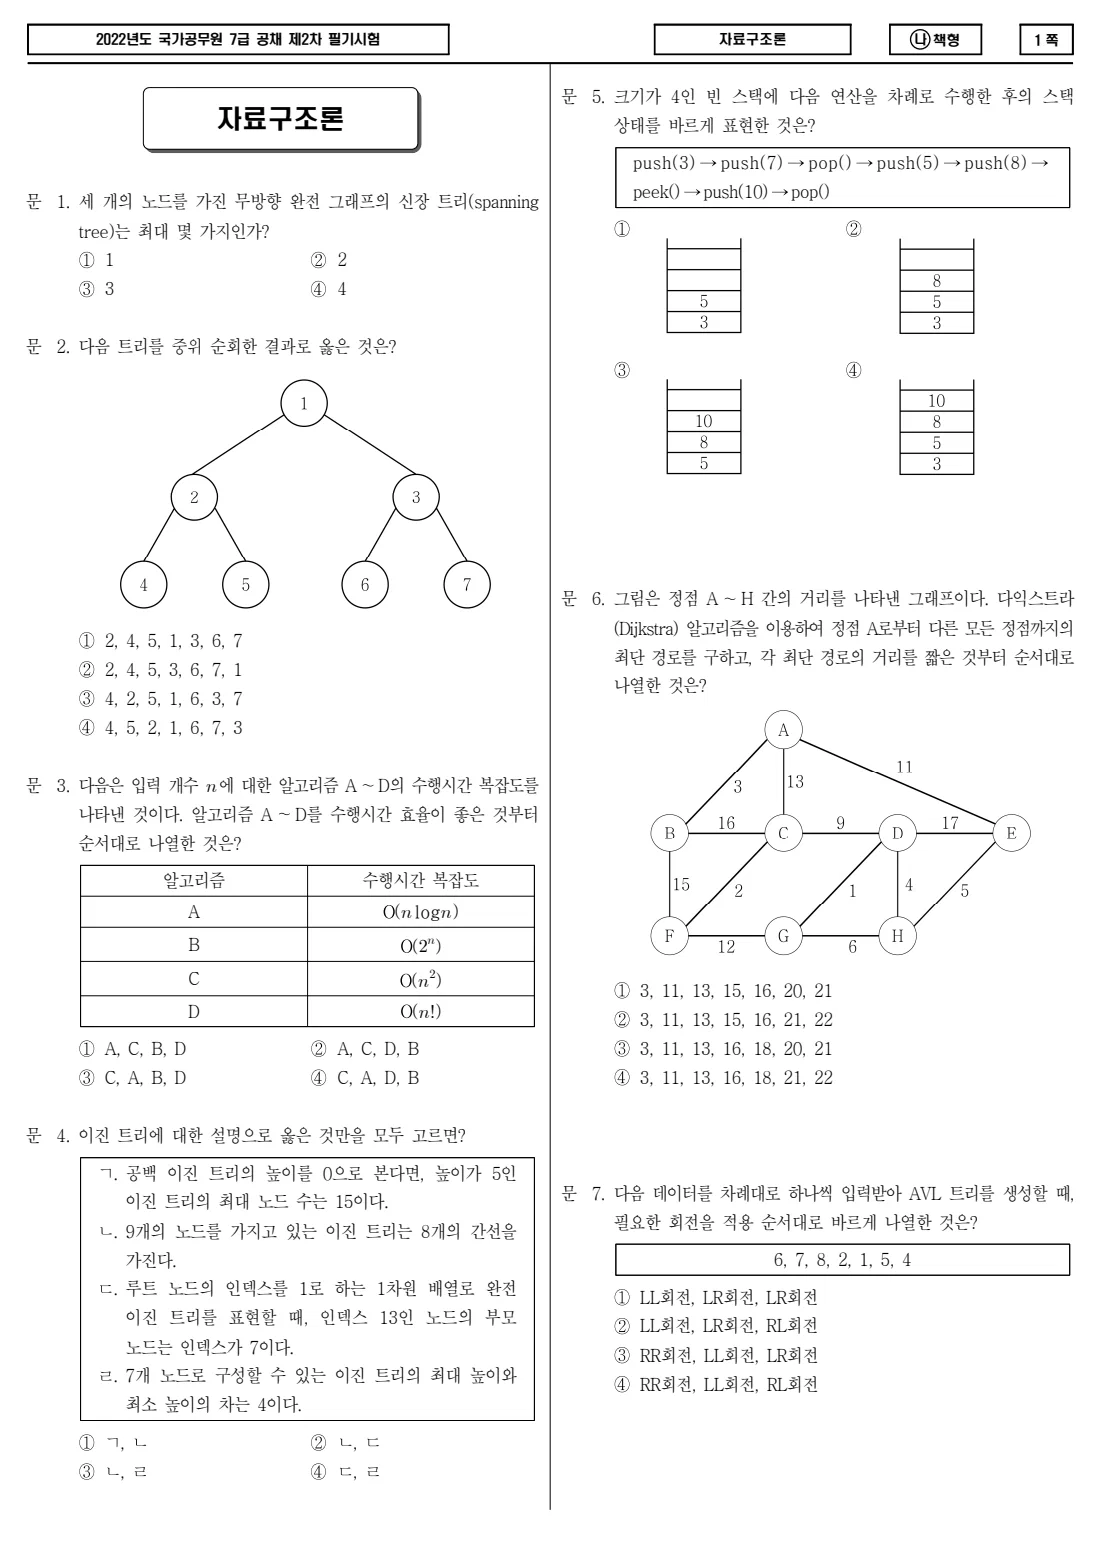 2022년도 국가공무원 7급 공채 제2차 필기시험
자료구조론
㉯ 책형
1 쪽
자료구조론
문 1. 세 개의 노드를 가진 무방향 완전 그래프의 신장 트리(spanning
tree)는 최대 몇 가지인가?
① 1
② 2
③ 3
④ 4
문 2. 다음 트리를 중위 순회한 결과로 옳은 것은?
1
2
3
4
5
6
7
① 2, 4, 5, 1, 3, 6, 7
② 2, 4, 5, 3, 6, 7, 1
③ 4, 2, 5, 1, 6, 3, 7
④ 4, 5, 2, 1, 6, 7, 3
문 3. 다음은 입력 개수 n에 대한 알고리즘 A ~ D의 수행시간 복잡도를
나타낸 것이다. 알고리즘 A ~ D를 수행시간 효율이 좋은 것부터
순서대로 나열한 것은?
알고리즘 수행시간 복잡도
A O(n log n)
B O(2ⁿ)
C O(n²)
D O(n!)
① A, C, B, D
② A, C, D, B
③ C, A, B, D
④ C, A, D, B
문 4. 이진 트리에 대한 설명으로 옳은 것만을 모두 고르면?
ㄱ. 공백 이진 트리의 높이를 0으로 본다면, 높이가 5인
이진 트리의 최대 노드 수는 15이다.
ㄴ. 9개의 노드를 가지고 있는 이진 트리는 8개의 간선을
가진다.
ㄷ. 루트 노드의 인덱스를 1로 하는 1차원 배열로 완전
이진 트리를 표현할 때, 인덱스 13인 노드의 부모
노드는 인덱스가 7이다.
ㄹ. 7개 노드로 구성할 수 있는 이진 트리의 최대 높이와
최소 높이의 차는 4이다.
① ㄱ, ㄴ
② ㄴ, ㄷ
③ ㄴ, ㄹ
④ ㄷ, ㄹ
문 5. 크기가 4인 빈 스택에 다음 연산을 차례로 수행한 후의 스택
상태를 바르게 표현한 것은?
push(3) → push(7) → pop() → push(5) → push(8) →
peek() → push(10) → pop()
①
5
3
②
8
5
3
③
10
8
5
④
10
8
5
3
문 6. 그림은 정점 A ~ H 간의 거리를 나타낸 그래프이다. 다익스트라
(Dijkstra) 알고리즘을 이용하여 정점 A로부터 다른 모든 정점까지의
최단 경로를 구하고, 각 최단 경로의 거리를 짧은 것부터 순서대로
나열한 것은?
A
3
13
11
B 16 C 9 D 17 E
15
2
1
4
5
F 12 G 6 H
① 3, 11, 13, 15, 16, 20, 21
② 3, 11, 13, 15, 16, 21, 22
③ 3, 11, 13, 16, 18, 20, 21
④ 3, 11, 13, 16, 18, 21, 22
문 7. 다음 데이터를 차례대로 하나씩 입력받아 AVL 트리를 생성할 때,
필요한 회전을 적용 순서대로 바르게 나열한 것은?
6, 7, 8, 2, 1, 5, 4
① LL회전, LR회전, LR회전
② LL회전, LR회전, RL회전
③ RR회전, LL회전, LR회전
④ RR회전, LL회전, RL회전